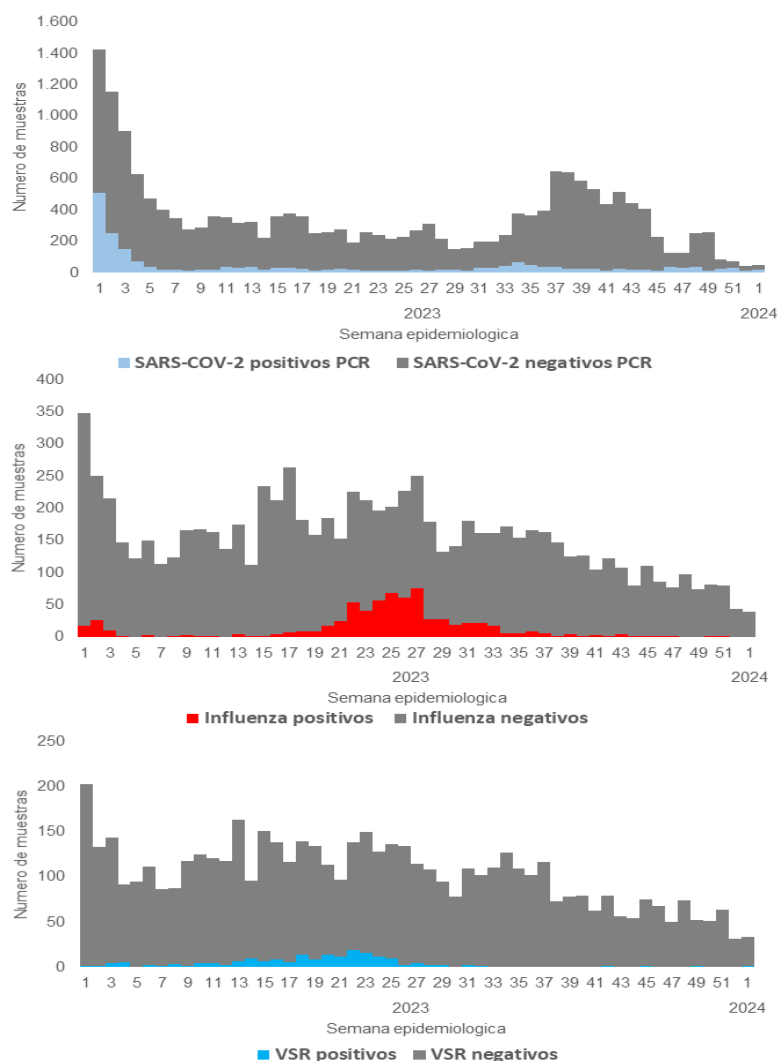 1.600
1.400
1.200
1.000
800
600
400
200
0
Numero de muestras
1 3 5 7 9 11 13 15 17 19 21 23 25 27 29 31 33 35 37 39 41 43 45 47 49 51 1
2023 2024
Semana epidemiologica
SARS-COV-2 positivos PCR SARS-CoV-2 negativos PCR
400
350
300
250
200
150
100
50
0
Numero de muestras
1 3 5 7 9 11 13 15 17 19 21 23 25 27 29 31 33 35 37 39 41 43 45 47 49 51 1
2023 2024
Semana epidemiologica
Influenza positivos Influenza negativos
250
200
150
100
50
0
Numero de muestras
1 3 5 7 9 11 13 15 17 19 21 23 25 27 29 31 33 35 37 39 41 43 45 47 49 51 1
2023 2024
Semana epidemiologica
VSR positivos VSR negativos